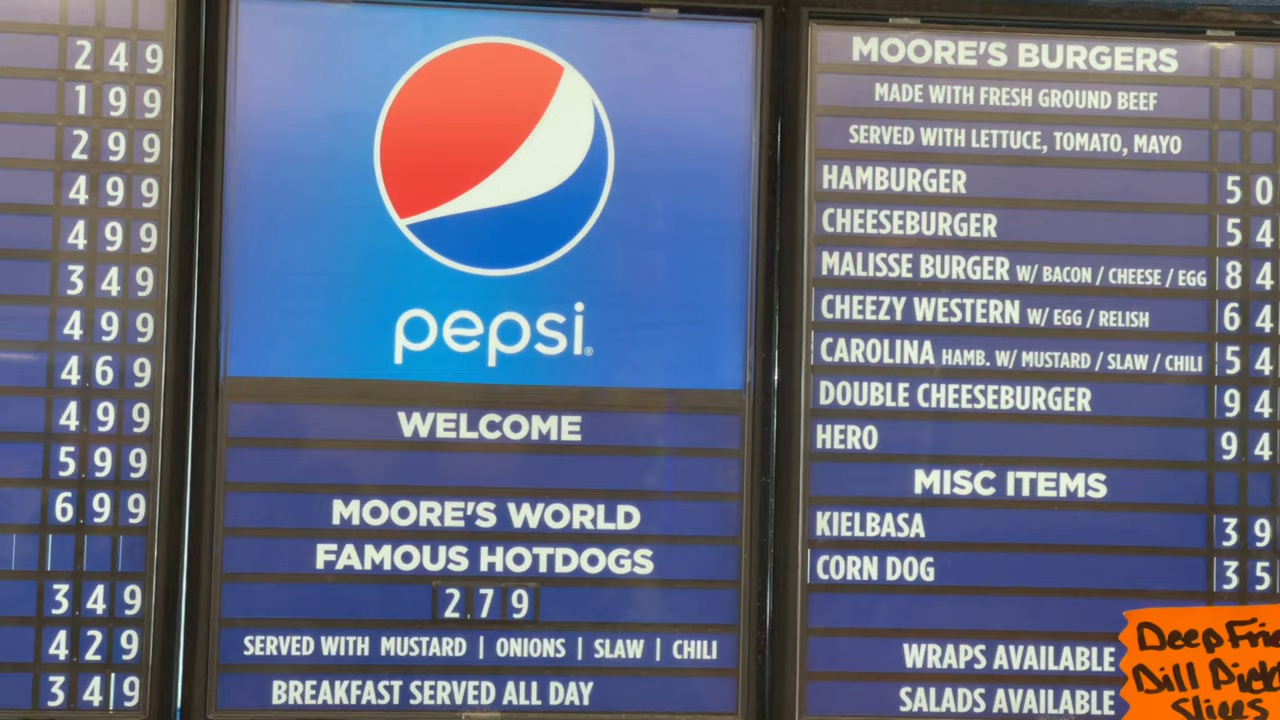 2 4 9
1 9 9
2 9 9
4 9 9
4 9 9
3 4 9
4 9 9
4 6 9
4 9 9
5 9 9
6 9 9
3 4 9
4 2 9
3 4 9
pepsi®
WELCOME
MOORE'S WORLD
FAMOUS HOTDOGS
2 7 9
SERVED WITH MUSTARD | ONIONS | SLAW | CHILI
BREAKFAST SERVED ALL DAY
MOORE'S BURGERS
MADE WITH FRESH GROUND BEEF
SERVED WITH LETTUCE, TOMATO, MAYO
HAMBURGER 5 0
CHEESEBURGER 5 4
MALISSE BURGER W/ BACON / CHEESE / EGG 8 4
CHEEZY WESTERN W/ EGG / RELISH 6 4
CAROLINA HAMB. W/ MUSTARD / SLAW / CHILI 5 4
DOUBLE CHEESEBURGER 9 4
HERO 9 4
MISC ITEMS
KIELBASA 3 9
CORN DOG 3 5
WRAPS AVAILABLE
SALADS AVAILABLE
Deep Frie
Dill Pick
Slices